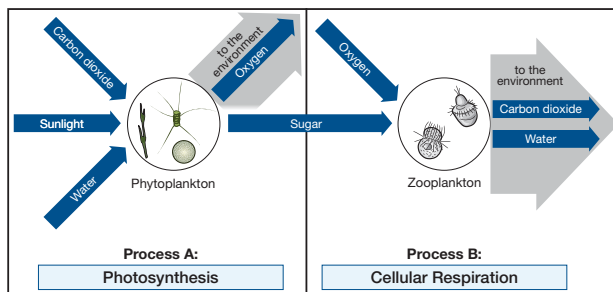 Carbon dioxide
to the
environment
Oxygen
Sunlight
Water
Phytoplankton
Sugar
Oxygen
Zooplankton
to the
environment
Carbon dioxide
Water
Process A:
Photosynthesis
Process B:
Cellular Respiration